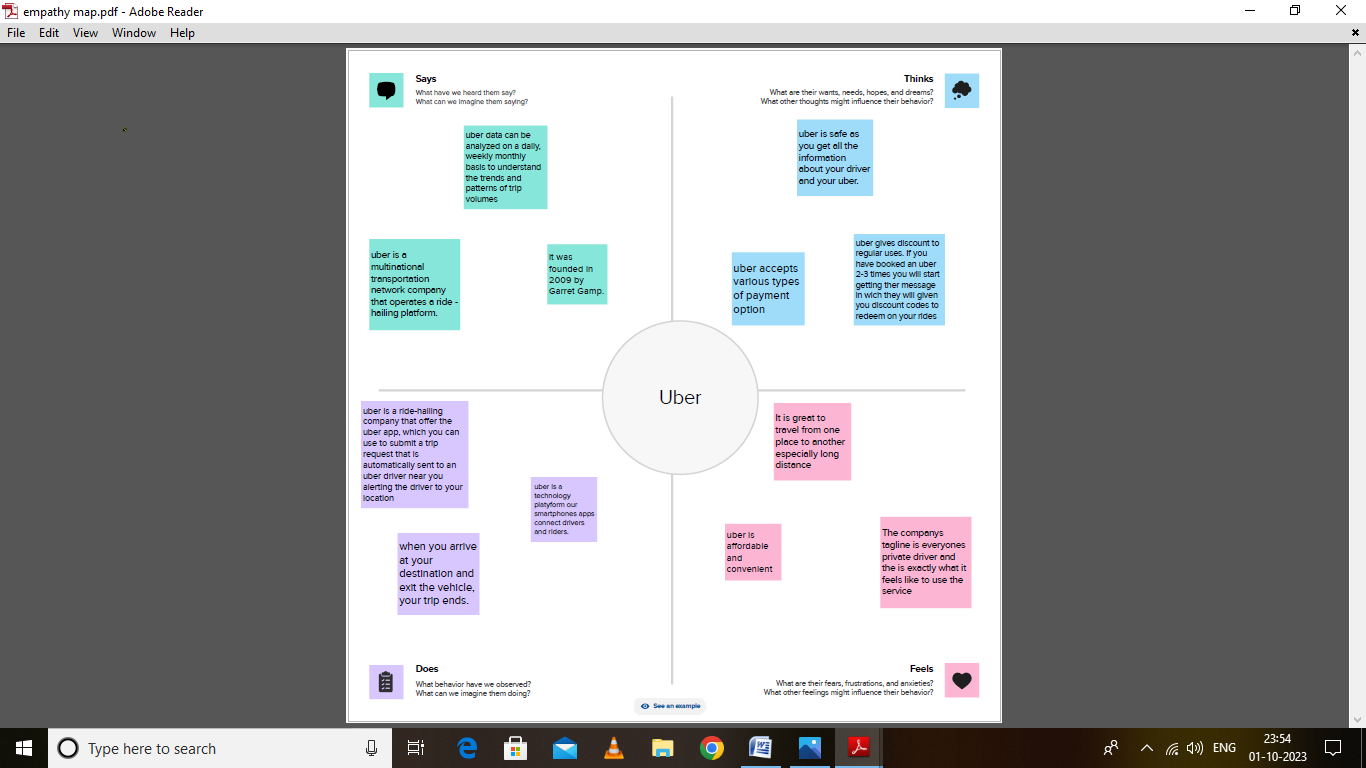 empathy map.pdf - Adobe Reader
File Edit View Window Help
Says
What have we heard them say?
What can we imagine them saying?
uber data can be
analyzed on a daily,
weekly monthly
basis to understand
the trends and
patterns of trip
volumes
uber is a
multinational
transportation
network company
that operates a ride -
hailing platform.
It was
founded in
2009 by
Garret Gamp.
Thinks
What are their wants, needs, hopes, and dreams?
What other thoughts might influence their behavior?
uber is safe as
you get all the
information
about your driver
and your uber.
uber accepts
various types
of payment
option
uber gives discount to
regular uses. If you
have booked an uber
2-3 times you will start
getting ther message
in wich they will given
you discount codes to
redeem on your rides
Uber
uber is a ride-hailing
company that offer the
uber app, which you can
use to submit a trip
request that is
automatically sent to an
uber driver near you
alerting the driver to your
location
uber is a
technology
platyform our
smartphones apps
connect drivers
and riders.
when you arrive
at your
destination and
exit the vehicle,
your trip ends.
Does
What behavior have we observed?
What can we imagine them doing?
It is great to
travel from one
place to another
especially long
distance
uber is
affordable
and
convenient
The companys
tagline is everyones
private driver and
the is exactly what it
feels like to use the
service
Feels
What are their fears, frustrations, and anxieties?
What other feelings might influence their behavior?
See an example
Type here to search
ENG
23:54
01-10-2023